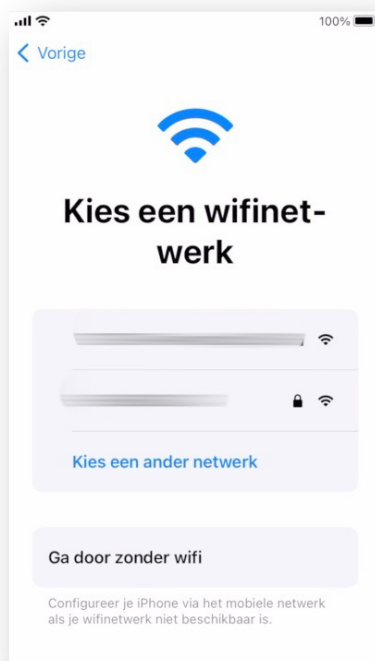 100%
Vorige
Kies een wifinet-
werk
Kies een ander netwerk
Ga door zonder wifi
Configureer je iPhone via het mobiele netwerk
als je wifinetwerk niet beschikbaar is.